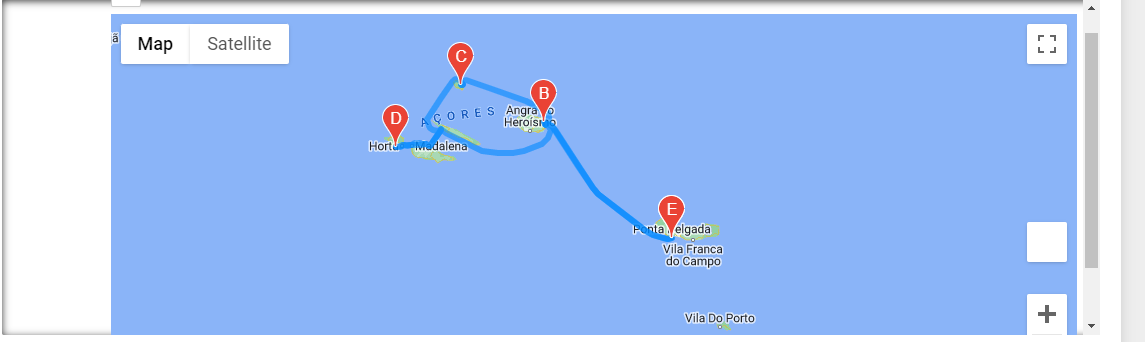 Map Satellite
ã
C
B
D
AÇORES
Angra do
Heroísmo
Horta
Madalena
E
Ponta Delgada
Vila Franca
do Campo
Vila Do Porto